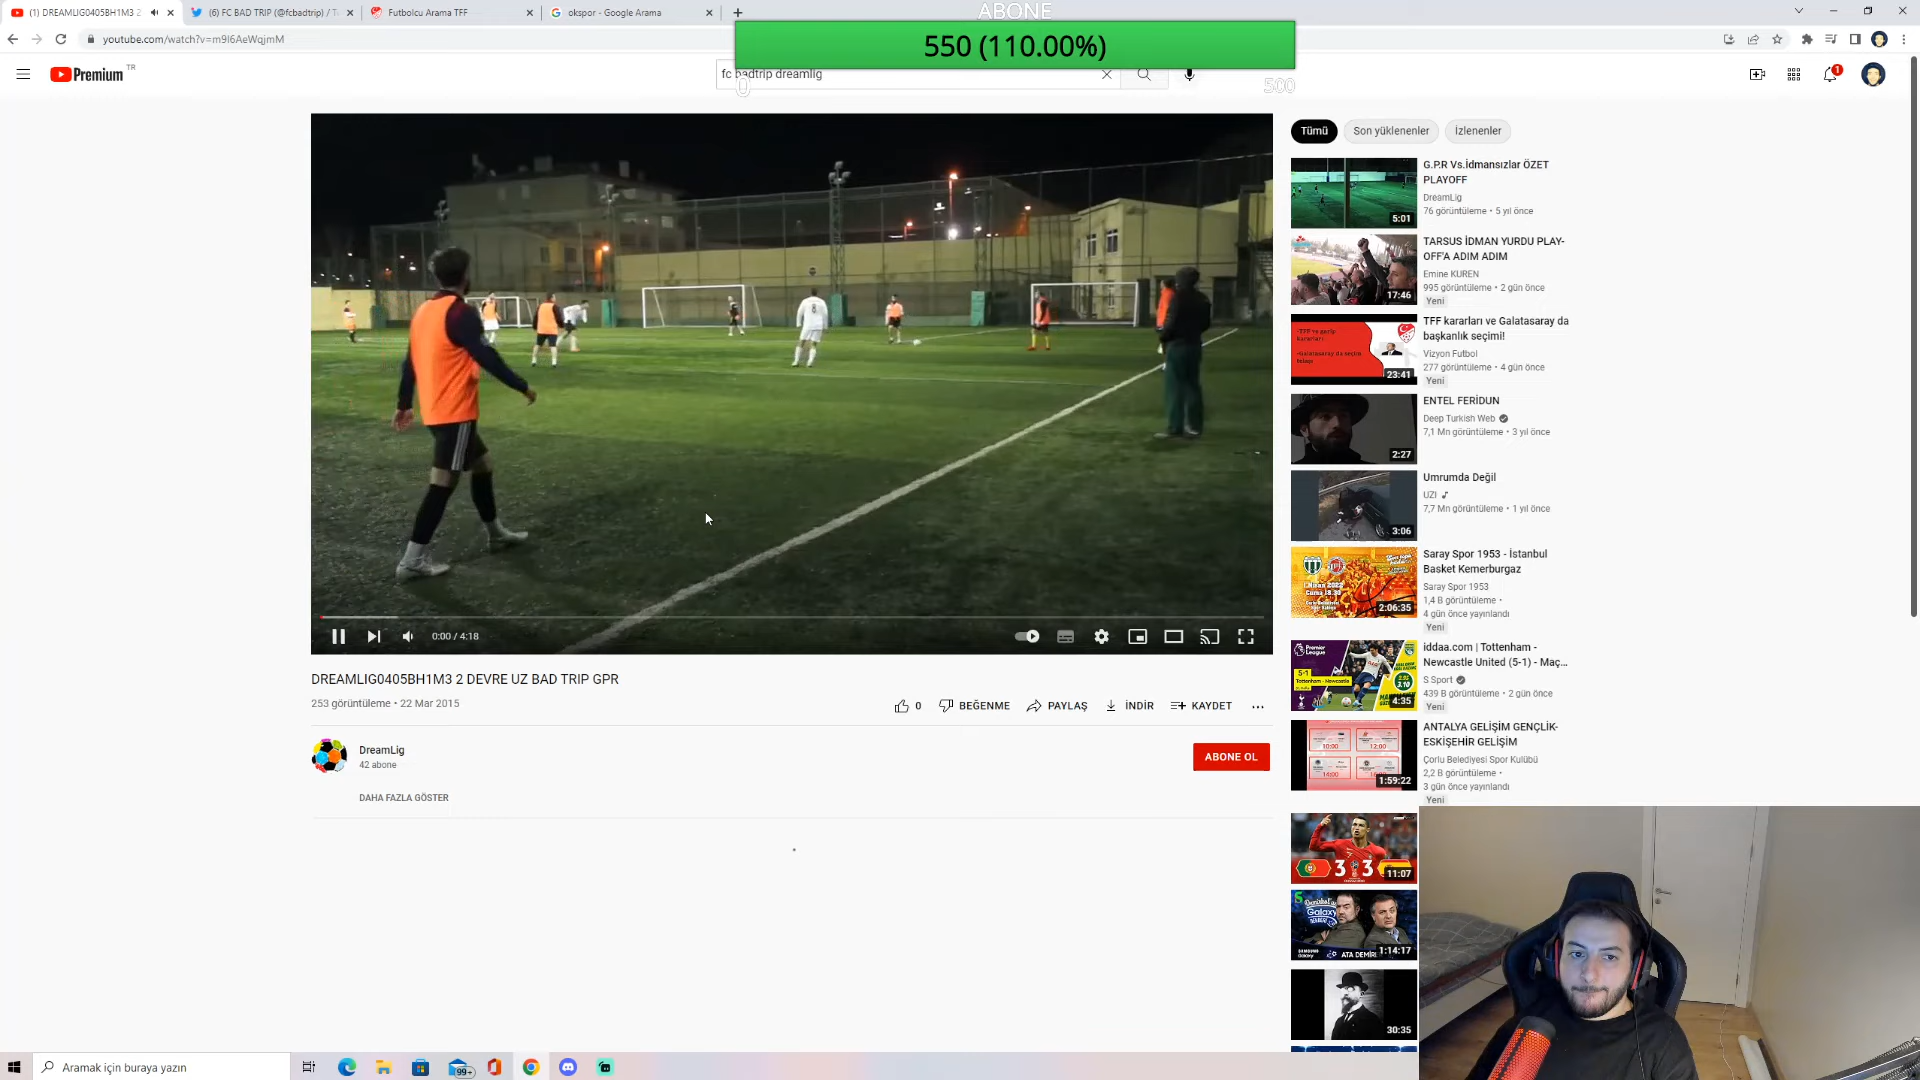 (1) DREAMLIG0405BH1M3 2
(6) FC BAD TRIP (@fcbadtrip) / T
Futbolcu Arama TFF
okspor - Google Arama
ABONE
550 (110.00%)
0
500
youtube.com/watch?v=m9I6AeWqjmM
Premium TR
fc badtrip dreamlig
1
Tümü
Son yüklenenler
İzlenenler
G.P.R Vs.İdmansızlar ÖZET
PLAYOFF
DreamLig
76 görüntüleme • 5 yıl önce
5:01
TARSUS İDMAN YURDU PLAY-
OFF'A ADIM ADIM
Emine KUREN
995 görüntüleme • 2 gün önce
Yeni
17:46
TFF kararları ve Galatasaray da
başkanlık seçimi!
Vizyon Futbol
277 görüntüleme • 4 gün önce
Yeni
23:41
ENTEL FERİDUN
Deep Turkish Web
7,1 Mn görüntüleme • 3 yıl önce
2:27
Umrumda Değil
UZI
7,7 Mn görüntüleme • 1 yıl önce
3:06
Saray Spor 1953 - İstanbul
Basket Kemerburgaz
Saray Spor 1953
1,4 B görüntüleme •
4 gün önce yayınlandı
Yeni
2:06:35
iddaa.com | Tottenham -
Newcastle United (5-1) - Maç...
S Sport
439 B görüntüleme • 2 gün önce
Yeni
5-1
4:35
ANTALYA GELİŞİM GENÇLİK-
ESKİŞEHİR GELİŞİM
Çorlu Belediyesi Spor Kulübü
2,2 B görüntüleme •
3 gün önce yayınlandı
Yeni
1:59:22
3 3
11:07
Galaxy
ATA DEMİR
1:14:17
30:35
0:00 / 4:18
DREAMLIG0405BH1M3 2 DEVRE UZ BAD TRIP GPR
253 görüntüleme • 22 Mar 2015
0
BEĞENME
PAYLAŞ
İNDİR
KAYDET
DreamLig
42 abone
ABONE OL
DAHA FAZLA GÖSTER
Aramak için buraya yazın
99+